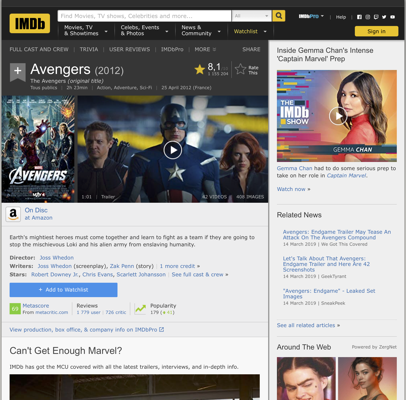 IMDb
Find Movies, TV shows, Celebrities and more...
All
Movies, TV
& Showtimes
Celebs, Events
& Photos
News &
Community
Watchlist
IMDbPro
Help
Sign in
FULL CAST AND CREW | TRIVIA | USER REVIEWS | IMDbPro | MORE
SHARE
Avengers (2012)
The Avengers (original title)
Tous publics | 2h 23min | Action, Adventure, Sci-Fi | 25 April 2012 (France)
8,1
Rate
This
AVENGERS
1:01 | Trailer
42 VIDEOS
606 IMAGES
On Disc
at Amazon
Earth's mightiest heroes must come together and learn to fight as a team if they are going to
stop the mischievous Loki and his alien army from enslaving humanity.
Director: Joss Whedon
Writers: Joss Whedon (screenplay), Zak Penn (story) | 1 more credit »
Stars: Robert Downey Jr., Chris Evans, Scarlett Johansson | See full cast & crew »
+ Add to Watchlist
Metascore
From metacritic.com
Reviews
1 779 user | 726 critic
Popularity
View production, box office, & company info on IMDbPro
Can't Get Enough Marvel?
IMDb has got the MCU covered with all the latest trailers, interviews, and in-depth info.
Inside Gemma Chan's Intense
'Captain Marvel' Prep
THE
IMDb
SHOW
GEMMA CHAN
Gemma Chan had to do some serious prep to
take on her role in Captain Marvel.
Watch now »
Related News
Avengers: Endgame Trailer May Tease An
Attack On The Avengers Compound
14 March 2019 | We Got This Covered
Let's Talk About That Avengers:
Endgame Trailer and Here Are 42
Screenshots
14 March 2019 | GeekTyrant
"Avengers: Endgame" - Leaked Set
Images
14 March 2019 | SneakPeek
See all related articles »
Around The Web
Powered by ZergNet